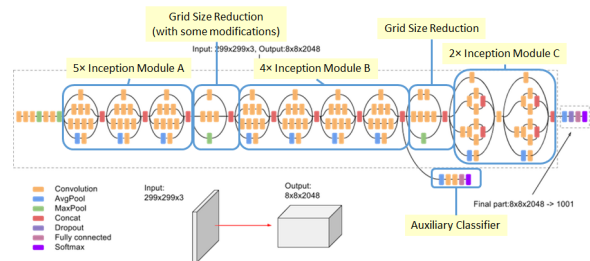 Grid Size Reduction
(with some modifications)
Grid Size Reduction
Input: 299x299x3, Output:8x8x2048
5× Inception Module A
4× Inception Module B
2× Inception Module C
Convolution
AvgPool
MaxPool
Concat
Dropout
Fully connected
Softmax
Input:
299x299x3
Output:
8x8x2048
Auxiliary Classifier
Final part:8x8x2048 -> 1001